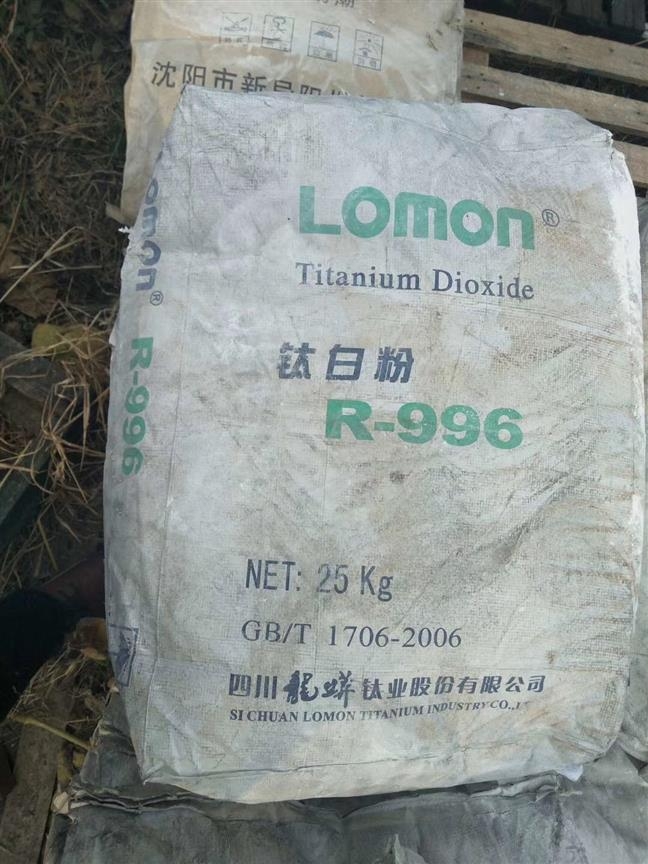 沈阳市新
LOMON®
Titanium Dioxide
钛白粉
R-996
NET: 25 Kg
GB/T 1706-2006
四川龍蟒钛业股份有限公司
SI CHUAN LOMON TITANIUM INDUSTRY CO.,
LOMON®
R-996